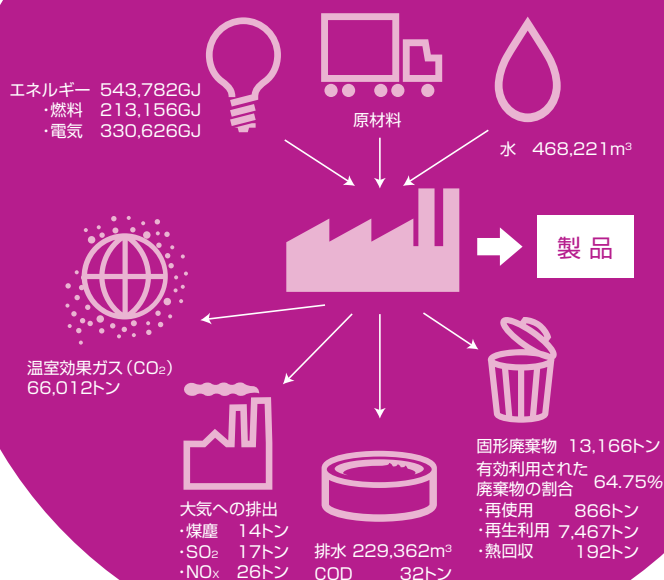 エネルギー 543,782GJ
・燃料 213,156GJ
・電気 330,626GJ
原材料
水 468,221m³
製品
温室効果ガス（CO₂）
66,012トン
大気への排出
・煤塵 14トン
・SO₂ 17トン
・NOx 26トン
排水 229,362m³
COD 32トン
固形廃棄物 13,166トン
有効利用された
廃棄物の割合 64.75%
・再使用 866トン
・再生利用 7,467トン
・熱回収 192トン